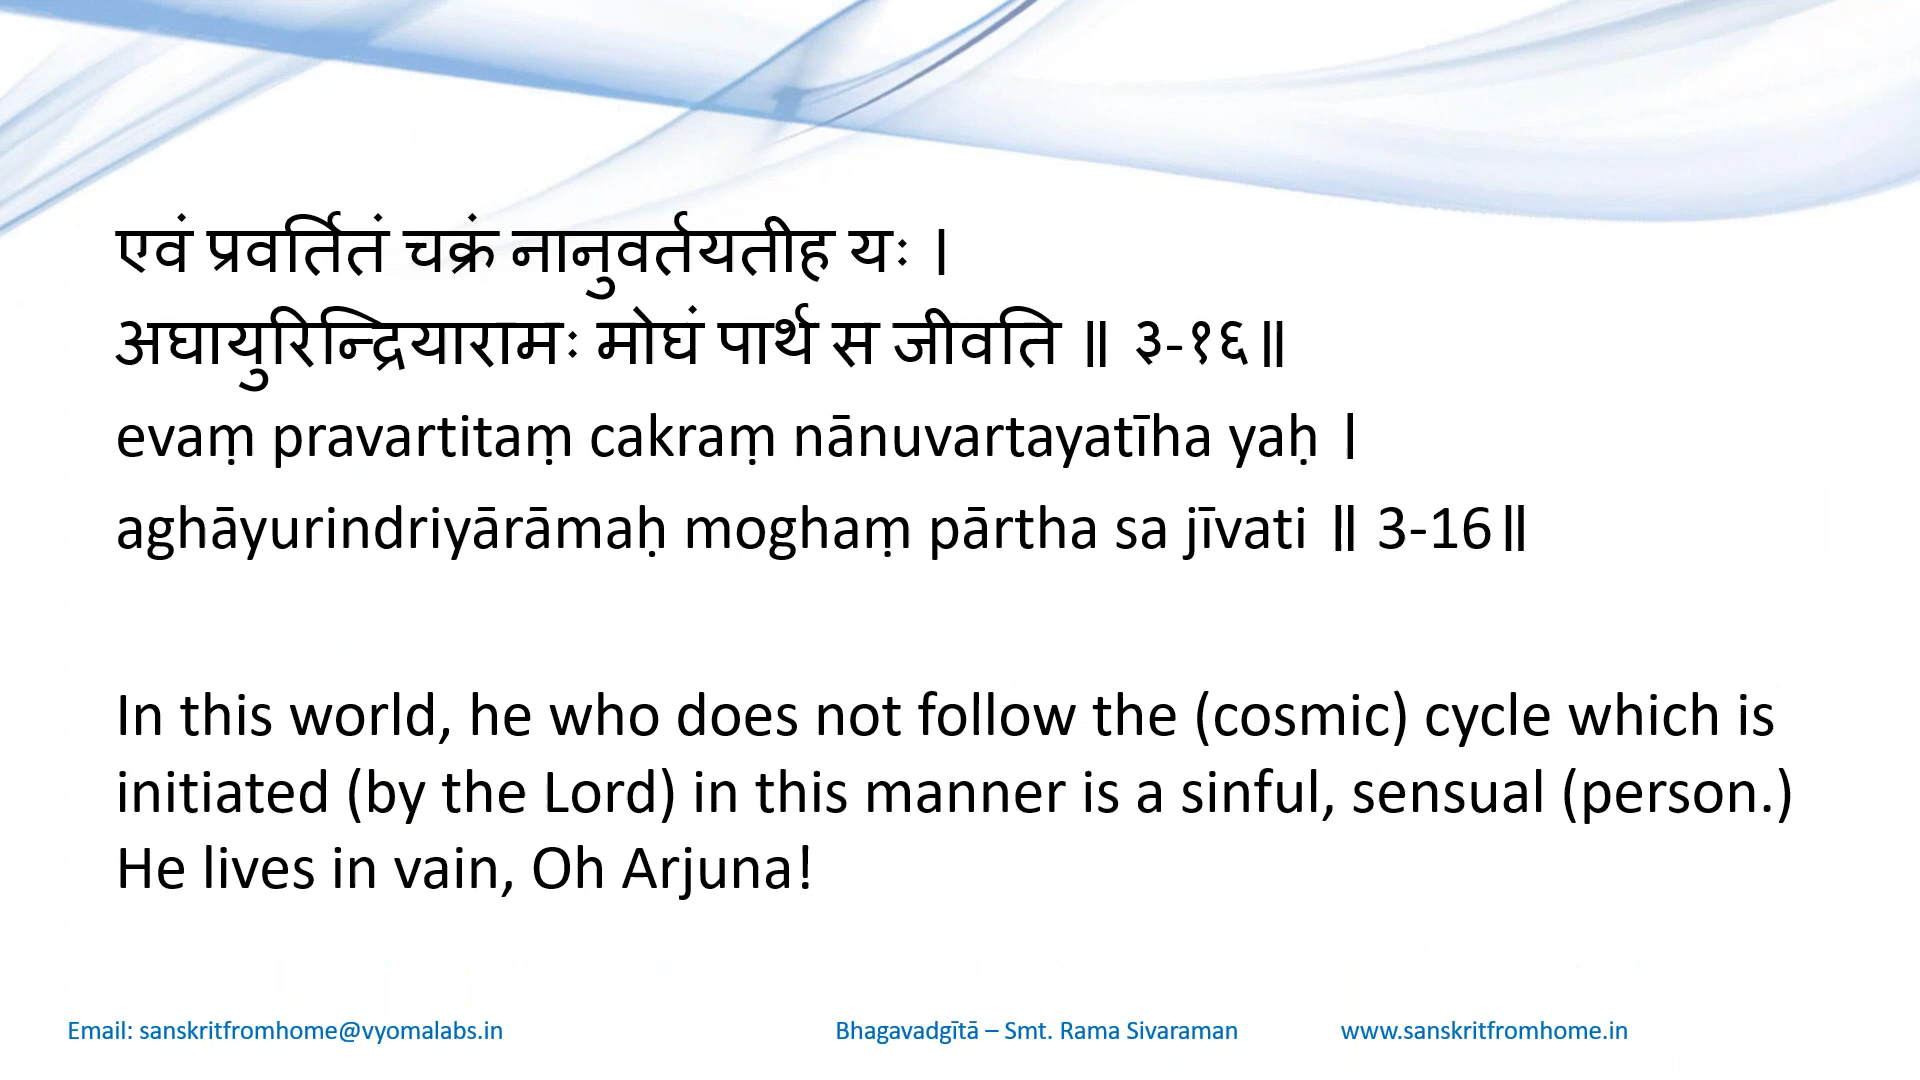 एवं प्रवर्तितं चक्रं नानुवर्तयतीह यः ।
अघायुरिन्द्रियारामः मोघं पार्थ स जीवति ॥ ३-१६॥
evaṃ pravartitaṃ cakraṃ nānuvartayatīha yaḥ ।
aghāyurindriyārāmaḥ moghaṃ pārtha sa jīvati ॥ 3-16॥
In this world, he who does not follow the (cosmic) cycle which is
initiated (by the Lord) in this manner is a sinful, sensual (person.)
He lives in vain, Oh Arjuna!
Email: sanskritfromhome@vyomalabs.in Bhagavadgītā – Smt. Rama Sivaraman www.sanskritfromhome.in